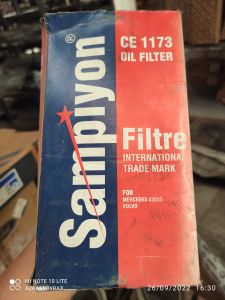 Sampiyon®
CE 1173
OIL FILTER
Filtre
INTERNATIONAL
TRADE MARK
FOR
MERCEDES
VOLVO
MI NOTE 10 LITE
26/09/2022 16:30